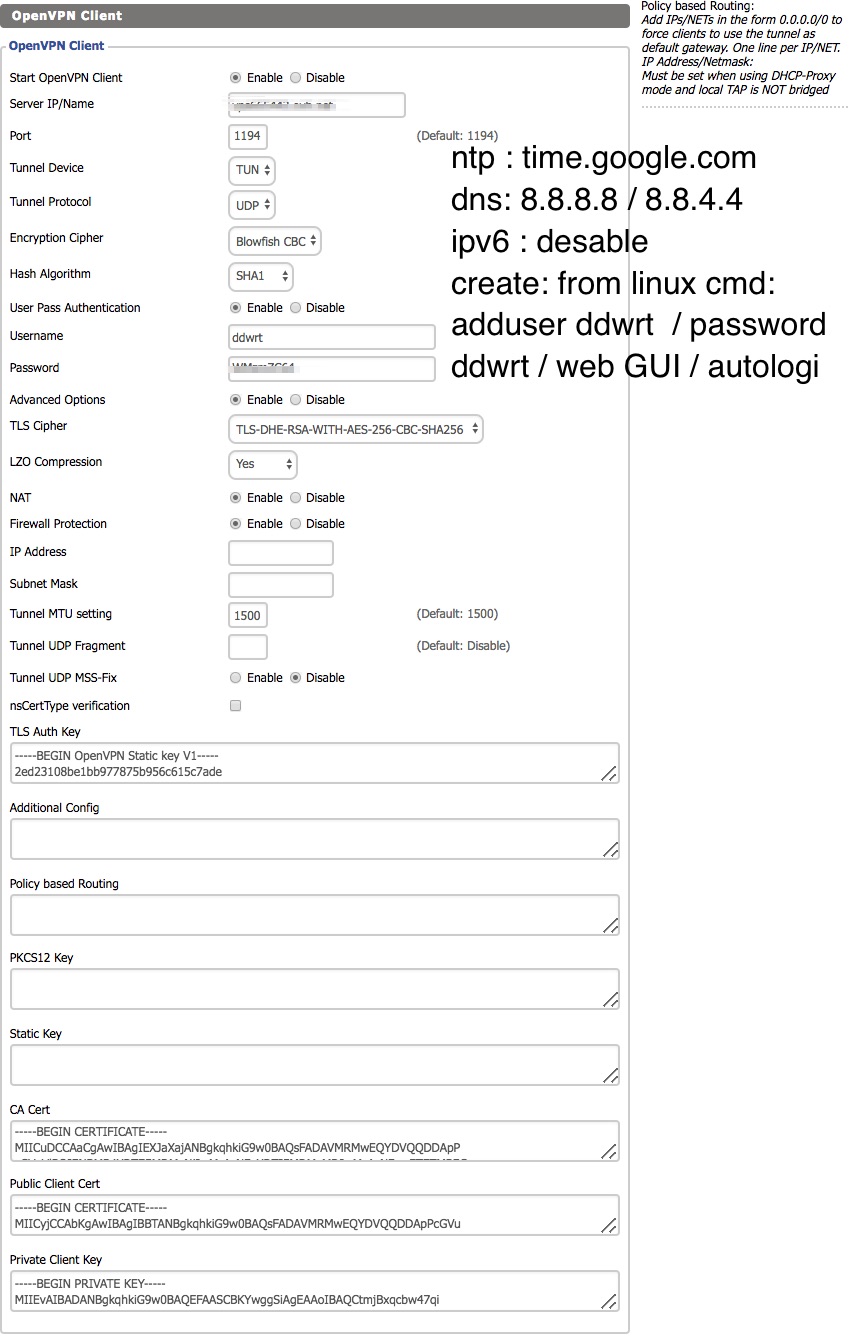 OpenVPN Client
OpenVPN Client
Start OpenVPN Client Enable Disable
Server IP/Name
Port 1194 (Default: 1194)
Tunnel Device TUN
Tunnel Protocol UDP
Encryption Cipher Blowfish CBC
Hash Algorithm SHA1
User Pass Authentication Enable Disable
Username ddwrt
Password
Advanced Options Enable Disable
TLS Cipher TLS-DHE-RSA-WITH-AES-256-CBC-SHA256
LZO Compression Yes
NAT Enable Disable
Firewall Protection Enable Disable
IP Address
Subnet Mask
Tunnel MTU setting 1500 (Default: 1500)
Tunnel UDP Fragment (Default: Disable)
Tunnel UDP MSS-Fix Enable Disable
nsCertType verification
TLS Auth Key
-----BEGIN OpenVPN Static key V1-----
2ed23108be1bb977875b956c615c7ade
Additional Config
Policy based Routing
PKCS12 Key
Static Key
CA Cert
-----BEGIN CERTIFICATE-----
MIICuDCCAaCgAwIBAgIEXJaXajANBgkqhkiG9w0BAQsFADAVMRMwEQYDVQQDDApP
Public Client Cert
-----BEGIN CERTIFICATE-----
MIICyjCCAbKgAwIBAgIBBTANBgkqhkiG9w0BAQsFADAVMRMwEQYDVQQDDApPcGVu
Private Client Key
-----BEGIN PRIVATE KEY-----
MIIEvAIBADANBgkqhkiG9w0BAQEFAASCBKYwggSiAgEAAoIBAQCtmjBxqcbw47qi
Policy based Routing:
Add IPs/NETs in the form 0.0.0.0/0 to
force clients to use the tunnel as
default gateway. One line per IP/NET.
IP Address/Netmask:
Must be set when using DHCP-Proxy
mode and local TAP is NOT bridged
ntp : time.google.com
dns: 8.8.8.8 / 8.8.4.4
ipv6 : desable
create: from linux cmd:
adduser ddwrt / password
ddwrt / web GUI / autologi